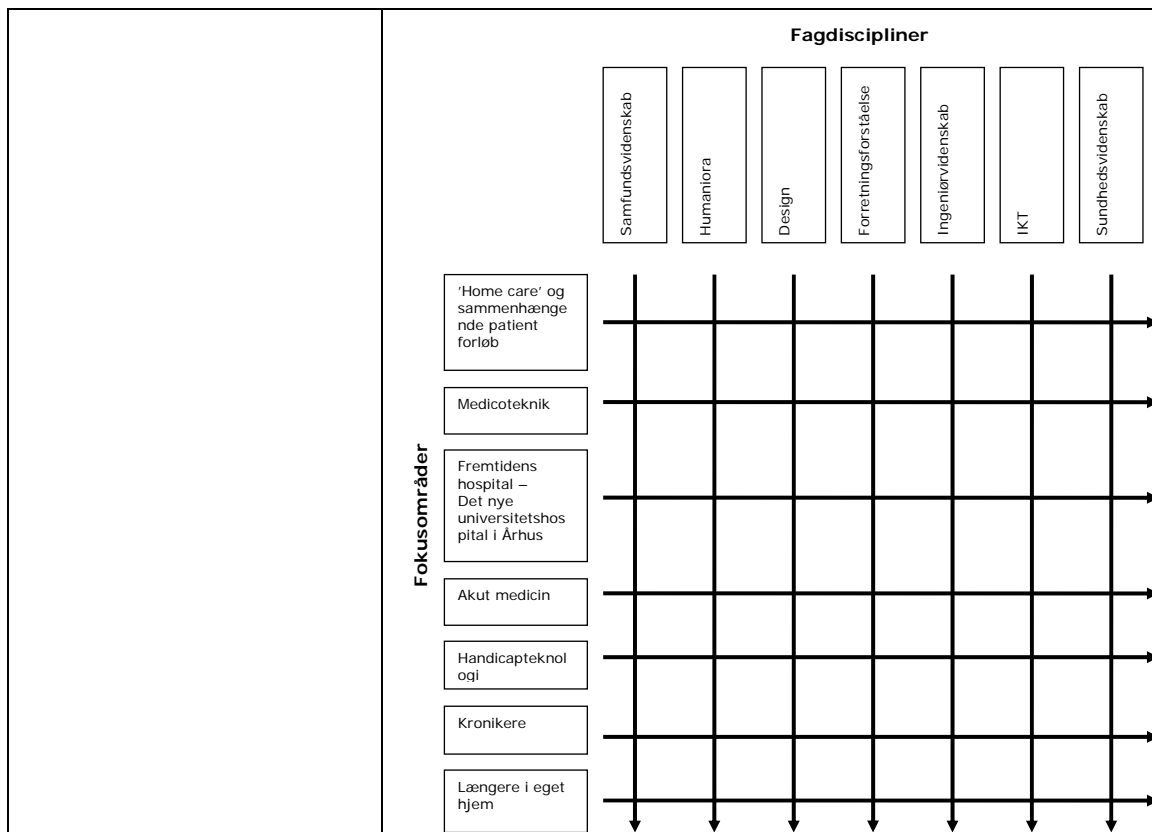 Fagdiscipliner
Samfundsvidenskab
Humaniora
Design
Forretningsforståelse
Ingeniørvidenskab
IKT
Sundhedsvidenskab
Fokusområder
'Home care' og
sammenhænge
nde patient
forløb
Medicoteknik
Fremtidens
hospital –
Det nye
universitetshos
pital i Århus
Akut medicin
Handicapteknol
ogi
Kronikere
Længere i eget
hjem